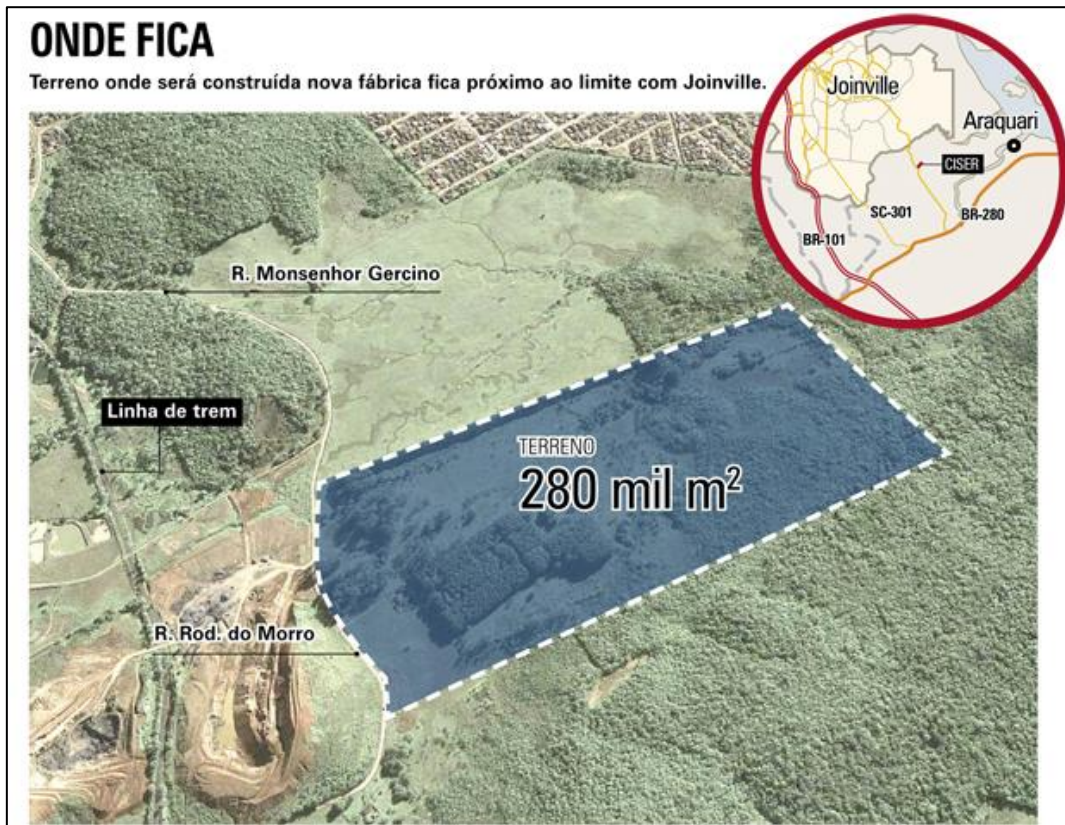 ONDE FICA
Terreno onde será construída nova fábrica fica próximo ao limite com Joinville.
Joinville
Araquari
CISER
SC-301
BR-280
BR-101
R. Monsenhor Gercino
Linha de trem
TERRENO
280 mil m²
R. Rod. do Morro